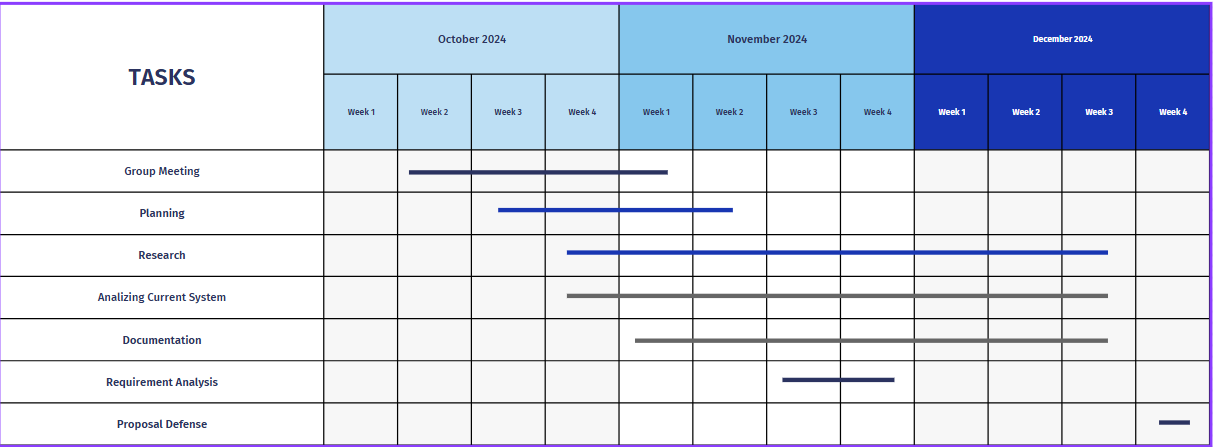 TASKS
October 2024
November 2024
December 2024
Week 1
Week 2
Week 3
Week 4
Week 1
Week 2
Week 3
Week 4
Week 1
Week 2
Week 3
Week 4
Group Meeting
Planning
Research
Analizing Current System
Documentation
Requirement Analysis
Proposal Defense